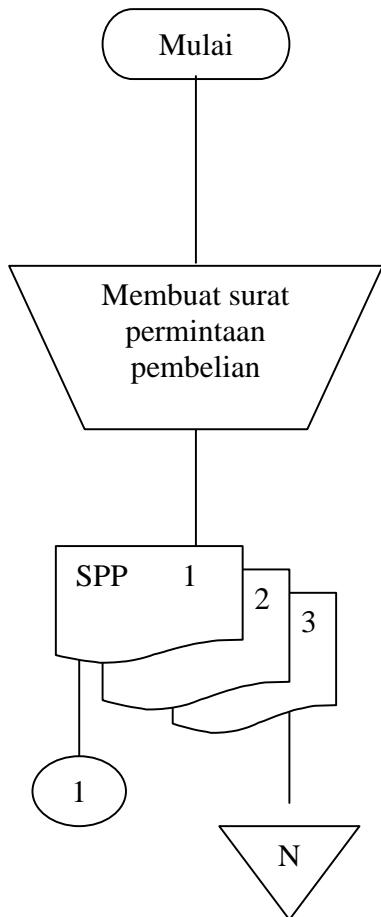 Mulai
Membuat surat
permintaan
pembelian
SPP 1
2
3
1
N